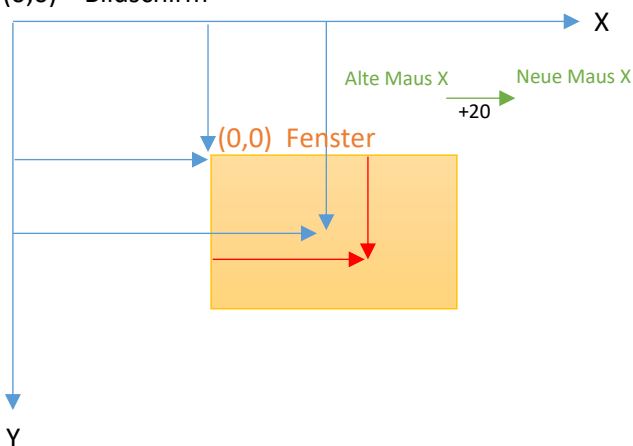 (0,0) Bildschirm
X
Alte Maus X
Neue Maus X
+20
(0,0) Fenster
Y